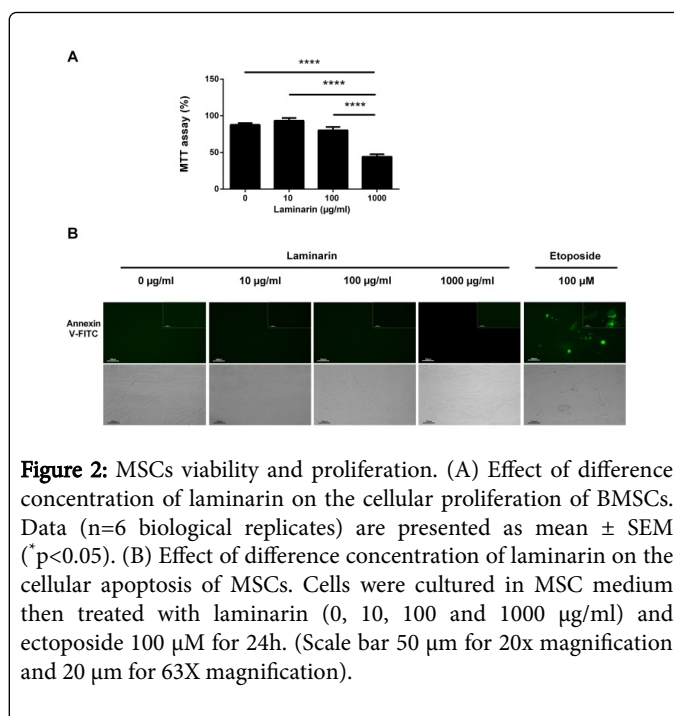 A
****
****
****
MTT assay (%)
150
100
50
0
0 10 100 1000
Laminarin (µg/ml)
B
Laminarin Etoposide
0 µg/ml 10 µg/ml 100 µg/ml 1000 µg/ml 100 µM
Annexin
V-FITC
Figure 2: MSCs viability and proliferation. (A) Effect of difference
concentration of laminarin on the cellular proliferation of BMSCs.
Data (n=6 biological replicates) are presented as mean ± SEM
(*p<0.05). (B) Effect of difference concentration of laminarin on the
cellular apoptosis of MSCs. Cells were cultured in MSC medium
then treated with laminarin (0, 10, 100 and 1000 µg/ml) and
ectoposide 100 µM for 24h. (Scale bar 50 µm for 20x magnification
and 20 µm for 63X magnification).